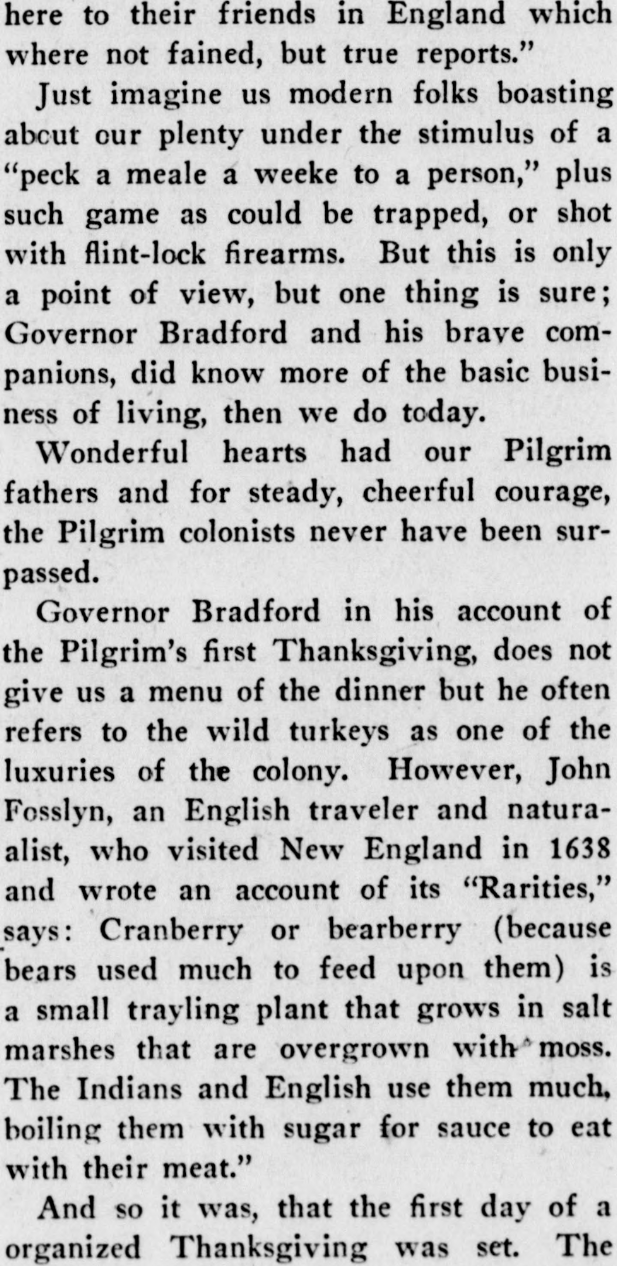 here to their friends in England which
where not fained, but true reports."
Just imagine us modern folks boasting
about our plenty under the stimulus of a
"peck a meale a weeke to a person," plus
such game as could be trapped, or shot
with flint-lock firearms. But this is only
a point of view, but one thing is sure;
Governor Bradford and his brave com-
panions, did know more of the basic busi-
ness of living, then we do today.
Wonderful hearts had our Pilgrim
fathers and for steady, cheerful courage,
the Pilgrim colonists never have been sur-
passed.
Governor Bradford in his account of
the Pilgrim's first Thanksgiving, does not
give us a menu of the dinner but he often
refers to the wild turkeys as one of the
luxuries of the colony. However, John
Fosslyn, an English traveler and natura-
alist, who visited New England in 1638
and wrote an account of its "Rarities,"
says: Cranberry or bearberry (because
bears used much to feed upon them) is
a small trayling plant that grows in salt
marshes that are overgrown with moss.
The Indians and English use them much,
boiling them with sugar for sauce to eat
with their meat."
And so it was, that the first day of a
organized Thanksgiving was set. The